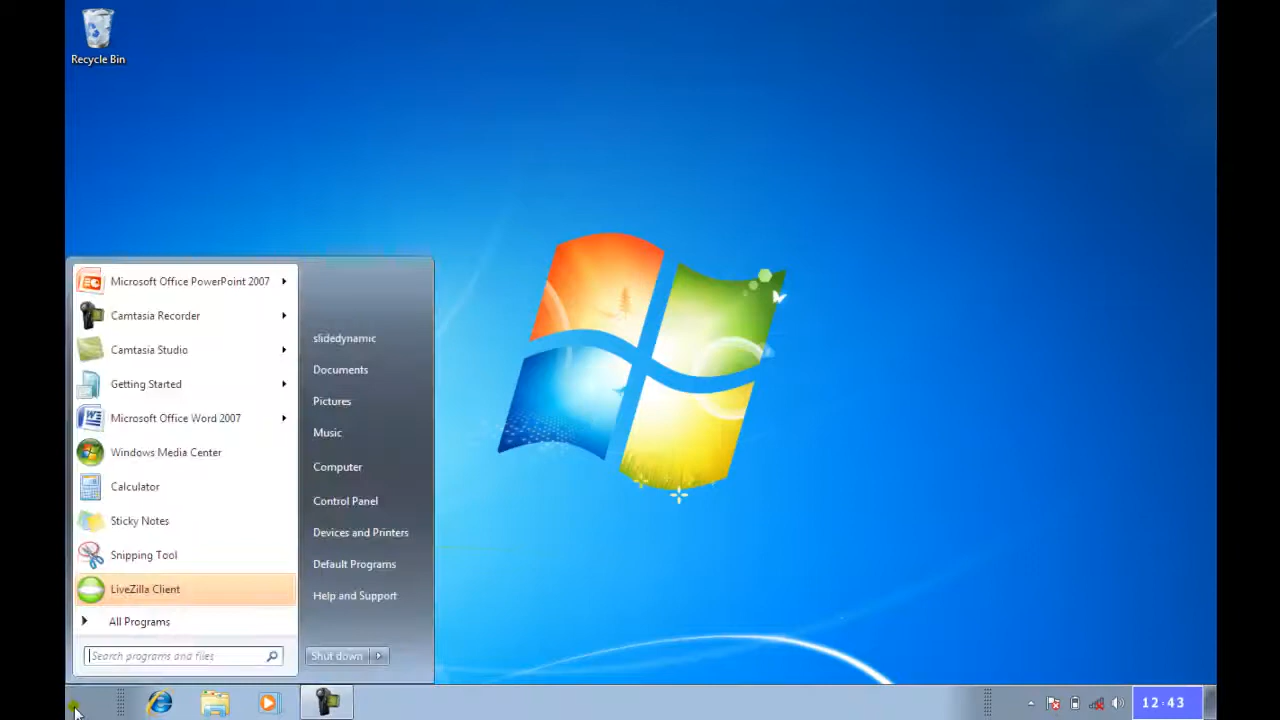 Recycle Bin
Microsoft Office PowerPoint 2007
Camtasia Recorder
Camtasia Studio
Getting Started
Microsoft Office Word 2007
Windows Media Center
Calculator
Sticky Notes
Snipping Tool
LiveZilla Client
All Programs
Search programs and files
slidedynamic
Documents
Pictures
Music
Computer
Control Panel
Devices and Printers
Default Programs
Help and Support
Shut down
12:43